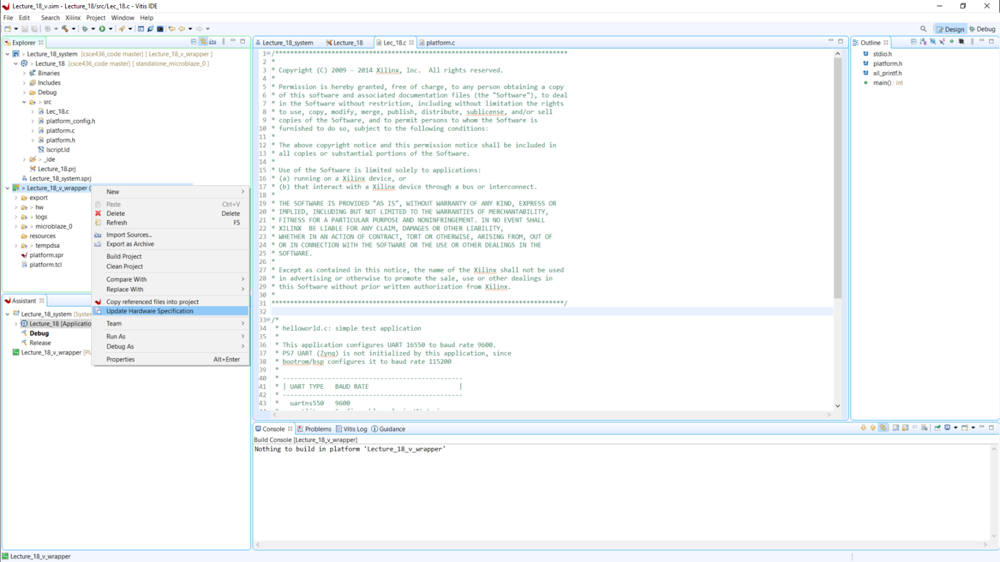 Lecture_18_v.sim - Lecture_18/src/Lec_18.c - Vitis IDE
File Edit Search Xilinx Project Window Help
Design Debug
Explorer
> Lecture_18_system [csce436_code master] [ Lecture_18_v_wrapper ]
> Lecture_18 [csce436_code master] [ standalone_microblaze_0 ]
Binaries
Includes
Debug
> src
> Lec_18.c
> platform_config.h
> platform.c
> platform.h
lscript.ld
> _ide
Lecture_18.prj
Lecture_18_system.sprj
> Lecture_18_v_wrapper (
export
> hw
> logs
> microblaze_0
resources
> tempdsa
platform.spr
platform.tcl
New
Paste Ctrl+V
Delete Delete
Refresh F5
Import Sources...
Export as Archive
Build Project
Clean Project
Compare With
Replace With
Copy referenced files into project
Update Hardware Specification
Team
Run As
Debug As
Properties Alt+Enter
Assistant
Lecture_18_system [Syste
Lecture_18 [Applicatio
Debug
Release
Lecture_18_v_wrapper [Pl
Lecture_18_system Lecture_18 Lec_18.c platform.c
1 /******************************************************************************
2 *
3 * Copyright (C) 2009 - 2014 Xilinx, Inc.  All rights reserved.
4 *
5 * Permission is hereby granted, free of charge, to any person obtaining a copy
6 * of this software and associated documentation files (the "Software"), to deal
7 * in the Software without restriction, including without limitation the rights
8 * to use, copy, modify, merge, publish, distribute, sublicense, and/or sell
9 * copies of the Software, and to permit persons to whom the Software is
10 * furnished to do so, subject to the following conditions:
11 *
12 * The above copyright notice and this permission notice shall be included in
13 * all copies or substantial portions of the Software.
14 *
15 * Use of the Software is limited solely to applications:
16 * (a) running on a Xilinx device, or
17 * (b) that interact with a Xilinx device through a bus or interconnect.
18 *
19 * THE SOFTWARE IS PROVIDED "AS IS", WITHOUT WARRANTY OF ANY KIND, EXPRESS OR
20 * IMPLIED, INCLUDING BUT NOT LIMITED TO THE WARRANTIES OF MERCHANTABILITY,
21 * FITNESS FOR A PARTICULAR PURPOSE AND NONINFRINGEMENT. IN NO EVENT SHALL
22 * XILINX  BE LIABLE FOR ANY CLAIM, DAMAGES OR OTHER LIABILITY,
23 * WHETHER IN AN ACTION OF CONTRACT, TORT OR OTHERWISE, ARISING FROM, OUT OF
24 * OR IN CONNECTION WITH THE SOFTWARE OR THE USE OR OTHER DEALINGS IN THE
25 * SOFTWARE.
26 *
27 * Except as contained in this notice, the name of the Xilinx shall not be used
28 * in advertising or otherwise to promote the sale, use or other dealings in
29 * this Software without prior written authorization from Xilinx.
30 *
31 ******************************************************************************/
32
33 /*
34 * helloworld.c: simple test application
35 *
36 * This application configures UART 16550 to baud rate 9600.
37 * PS7 UART (Zynq) is not initialized by this application, since
38 * bootrom/bsp configures it to baud rate 115200
39 *
40 * ------------------------------------------------
41 * | UART TYPE   BAUD RATE                        |
42 * ------------------------------------------------
43 *   uartns550   9600
Outline
stdio.h
platform.h
xil_printf.h
main() : int
Console Problems Vitis Log Guidance
Build Console [Lecture_18_v_wrapper]
Nothing to build in platform 'Lecture_18_v_wrapper'
Lecture_18_v_wrapper